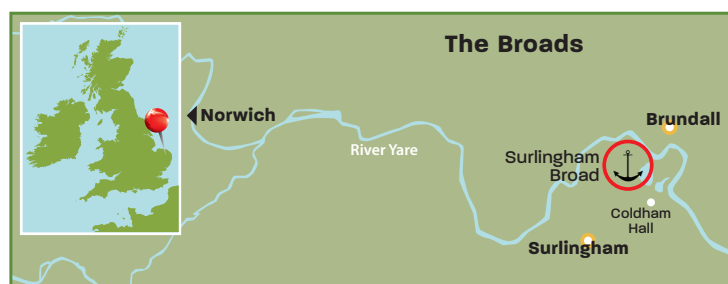 The Broads
Norwich
River Yare
Brundall
Surlingham
Broad
Coldham
Hall
Surlingham